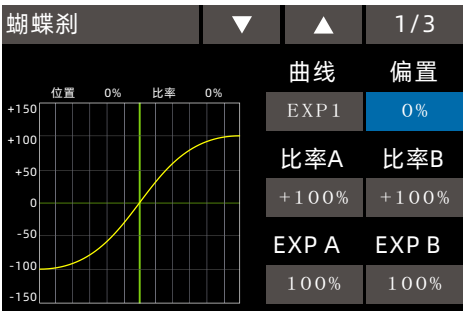 蝴蝶刹 ▼ ▲ 1/3
曲线 偏置
位置 0% 比率 0%
EXP1 0%
比率A 比率B
+100% +100%
EXP A EXP B
100% 100%
+150
+100
+50
0
-50
-100
-150